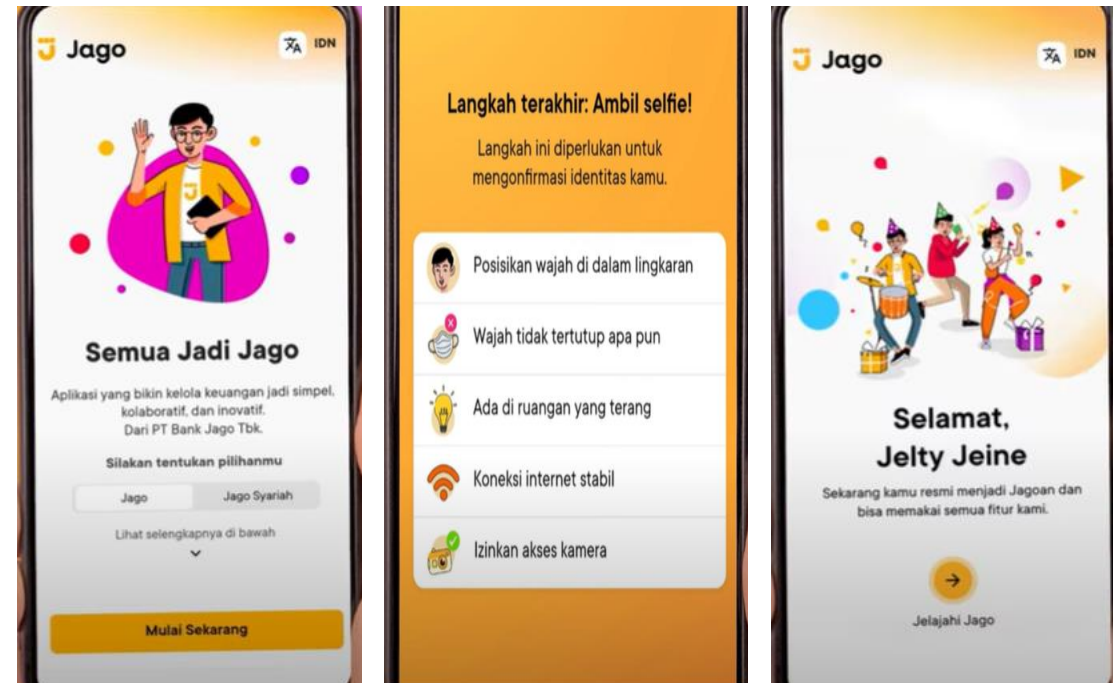 Jago
IDN
Semua Jadi Jago
Aplikasi yang bikin kelola keuangan jadi simpel,
kolaboratif, dan inovatif.
Dari PT Bank Jago Tbk.
Silakan tentukan pilihanmu
Jago
Jago Syariah
Lihat selengkapnya di bawah
Mulai Sekarang
Langkah terakhir: Ambil selfie!
Langkah ini diperlukan untuk
mengonfirmasi identitas kamu.
Posisikan wajah di dalam lingkaran
Wajah tidak tertutup apa pun
Ada di ruangan yang terang
Koneksi internet stabil
Izinkan akses kamera
Jago
IDN
Selamat,
Jelty Jeine
Sekarang kamu resmi menjadi Jagoan dan
bisa memakai semua fitur kami.
Jelajahi Jago